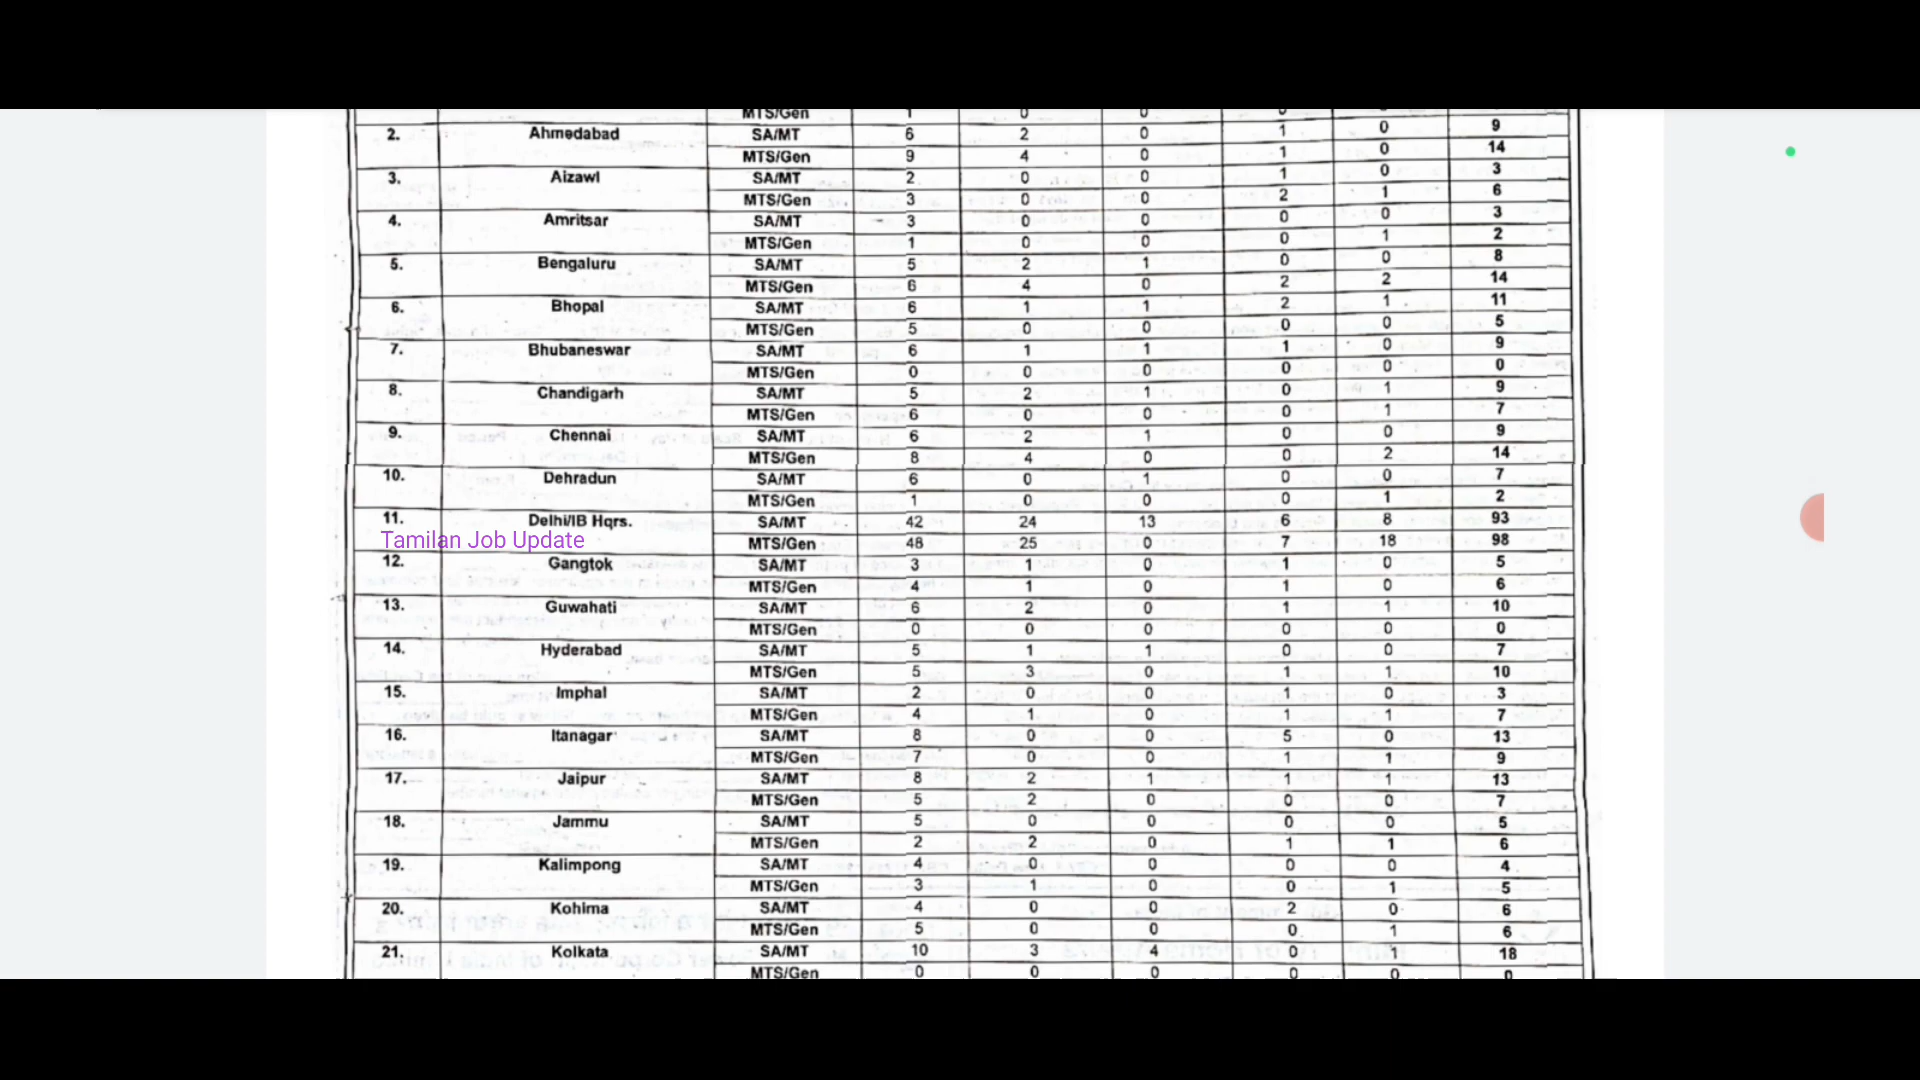 MTS/Gen 1 0 0
2. Ahmedabad SA/MT 6 2 0 1 0 9
MTS/Gen 9 4 0 1 0 14
3. Aizawl SA/MT 2 0 0 1 0 3
MTS/Gen 3 0 0 2 1 6
4. Amritsar SA/MT 3 0 0 0 0 3
MTS/Gen 1 0 0 0 1 2
5. Bengaluru SA/MT 5 2 1 0 0 8
MTS/Gen 6 4 0 2 2 14
6. Bhopal SA/MT 6 1 1 2 1 11
MTS/Gen 5 0 0 0 0 5
7. Bhubaneswar SA/MT 6 1 1 1 0 9
MTS/Gen 0 0 0 0 0 0
8. Chandigarh SA/MT 5 2 1 0 1 9
MTS/Gen 6 0 0 0 1 7
9. Chennai SA/MT 6 2 1 0 0 9
MTS/Gen 8 4 0 0 2 14
10. Dehradun SA/MT 6 0 1 0 0 7
MTS/Gen 1 0 0 0 1 2
11. Delhi/IB Hqrs. SA/MT 42 24 13 6 8 93
Tamilan Job Update
MTS/Gen 48 25 0 7 18 98
12. Gangtok SA/MT 3 1 0 1 0 5
MTS/Gen 4 1 0 1 0 6
13. Guwahati SA/MT 6 2 0 1 1 10
MTS/Gen 0 0 0 0 0 0
14. Hyderabad SA/MT 5 1 1 0 0 7
MTS/Gen 5 3 0 1 1 10
15. Imphal SA/MT 2 0 0 1 0 3
MTS/Gen 4 1 0 1 1 7
16. Itanagar SA/MT 8 0 0 5 0 13
MTS/Gen 7 0 0 1 1 9
17. Jaipur SA/MT 8 2 1 1 1 13
MTS/Gen 5 2 0 0 0 7
18. Jammu SA/MT 5 0 0 0 0 5
MTS/Gen 2 2 0 1 1 6
19. Kalimpong SA/MT 4 0 0 0 0 4
MTS/Gen 3 1 0 0 1 5
20. Kohima SA/MT 4 0 0 2 0 6
MTS/Gen 5 0 0 0 1 6
21. Kolkata SA/MT 10 3 4 0 1 18
MTS/Gen 0 0 0 0 0 0